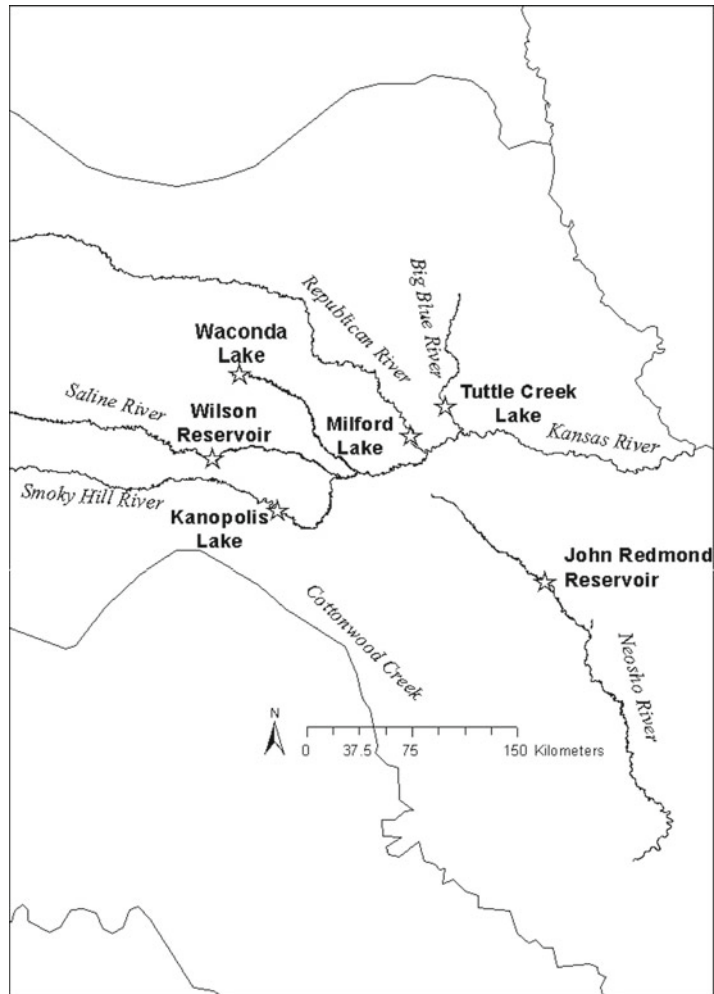 Big Blue River
Republican River
Waconda
Lake
Saline River
Wilson
Reservoir
Milford
Lake
Tuttle Creek
Lake
Kansas River
Smoky Hill River
Kanopolis
Lake
John Redmond
Reservoir
Cottonwood Creek
Neosho River
N
0 37.5 75 150 Kilometers